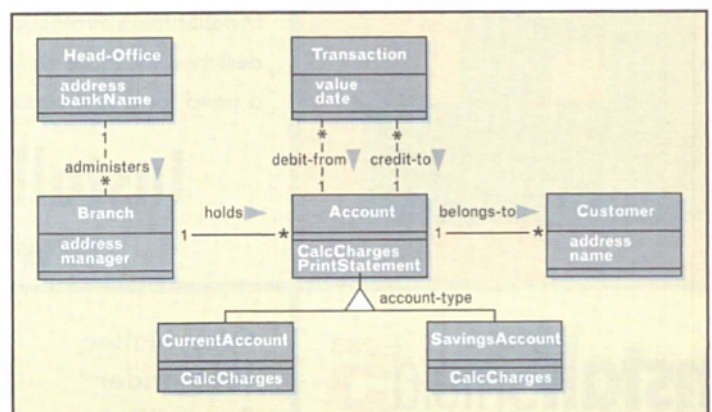 Head-Office
address
bankName
Transaction
value
date
1
*
administers
*
*
debit-from
credit-to
1
1
Branch
address
manager
holds
1
*
Account
CalcCharges
PrintStatement
belongs-to
1
*
Customer
address
name
account-type
CurrentAccount
CalcCharges
SavingsAccount
CalcCharges